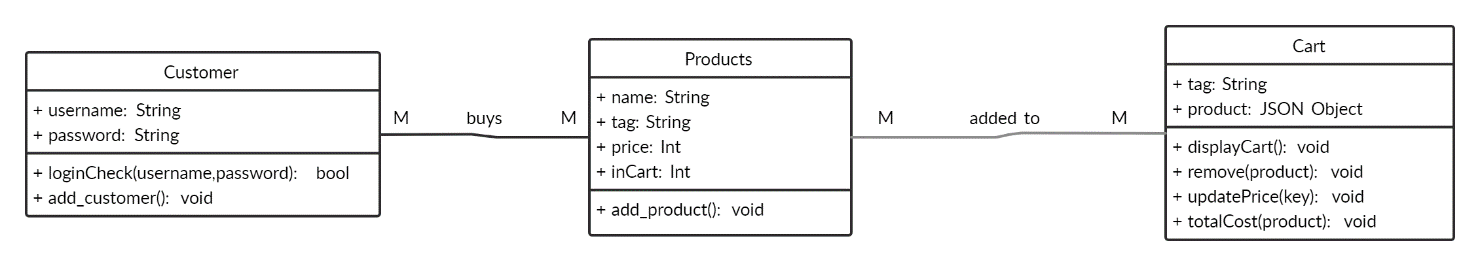 Customer
+ username: String
+ password: String
+ loginCheck(username,password): bool
+ add_customer(): void
M buys M
Products
+ name: String
+ tag: String
+ price: Int
+ inCart: Int
+ add_product(): void
M added to M
Cart
+ tag: String
+ product: JSON Object
+ displayCart(): void
+ remove(product): void
+ updatePrice(key): void
+ totalCost(product): void